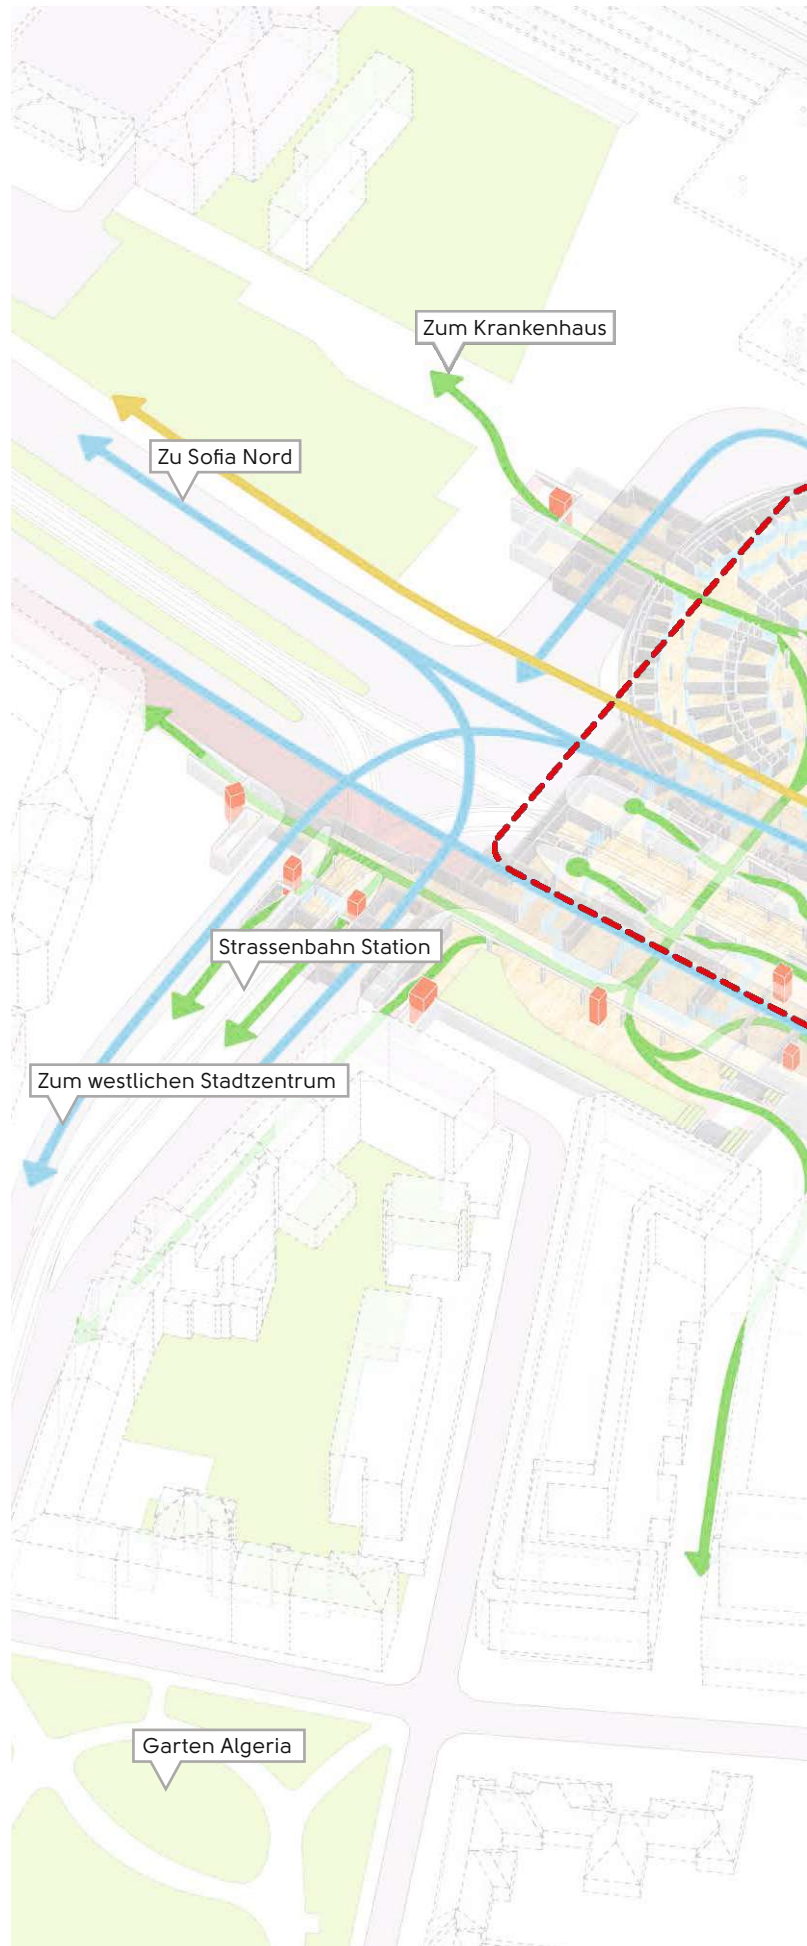 Zum Krankenhaus
Zu Sofia Nord
Strassenbahn Station
Zum westlichen Stadtzentrum
Garten Algeria